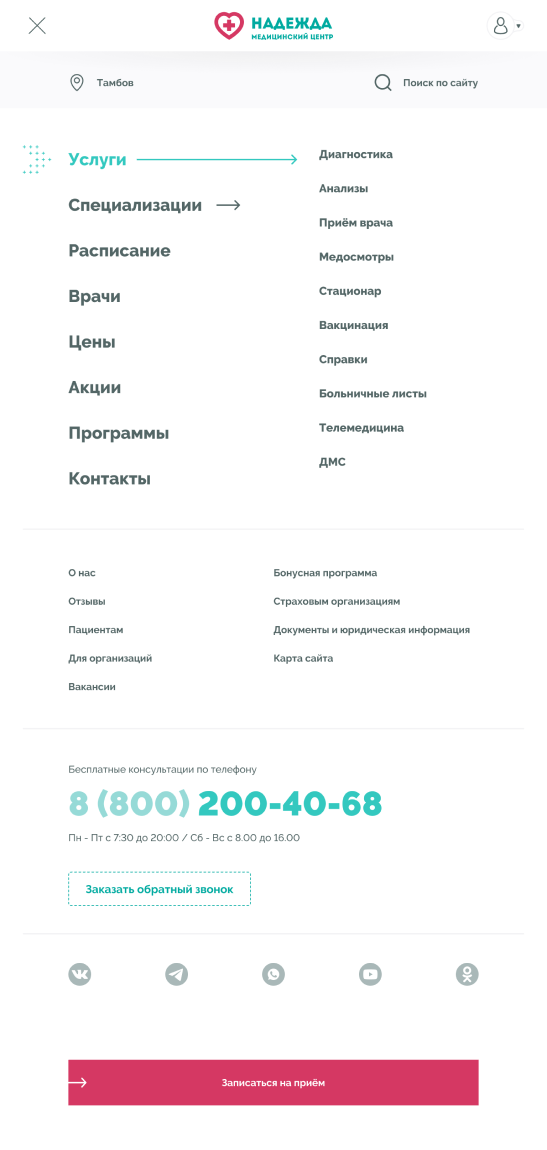 НАДЕЖДА
МЕДИЦИНСКИЙ ЦЕНТР
Тамбов
Поиск по сайту
Услуги
Специализации
Расписание
Врачи
Цены
Акции
Программы
Контакты
Диагностика
Анализы
Приём врача
Медосмотры
Стационар
Вакцинация
Справки
Больничные листы
Телемедицина
ДМС
О нас
Отзывы
Пациентам
Для организаций
Вакансии
Бонусная программа
Страховым организациям
Документы и юридическая информация
Карта сайта
Бесплатные консультации по телефону
8 (800) 200-40-68
Пн - Пт с 7:30 до 20:00 / Сб - Вс с 8.00 до 16.00
Заказать обратный звонок
Записаться на приём